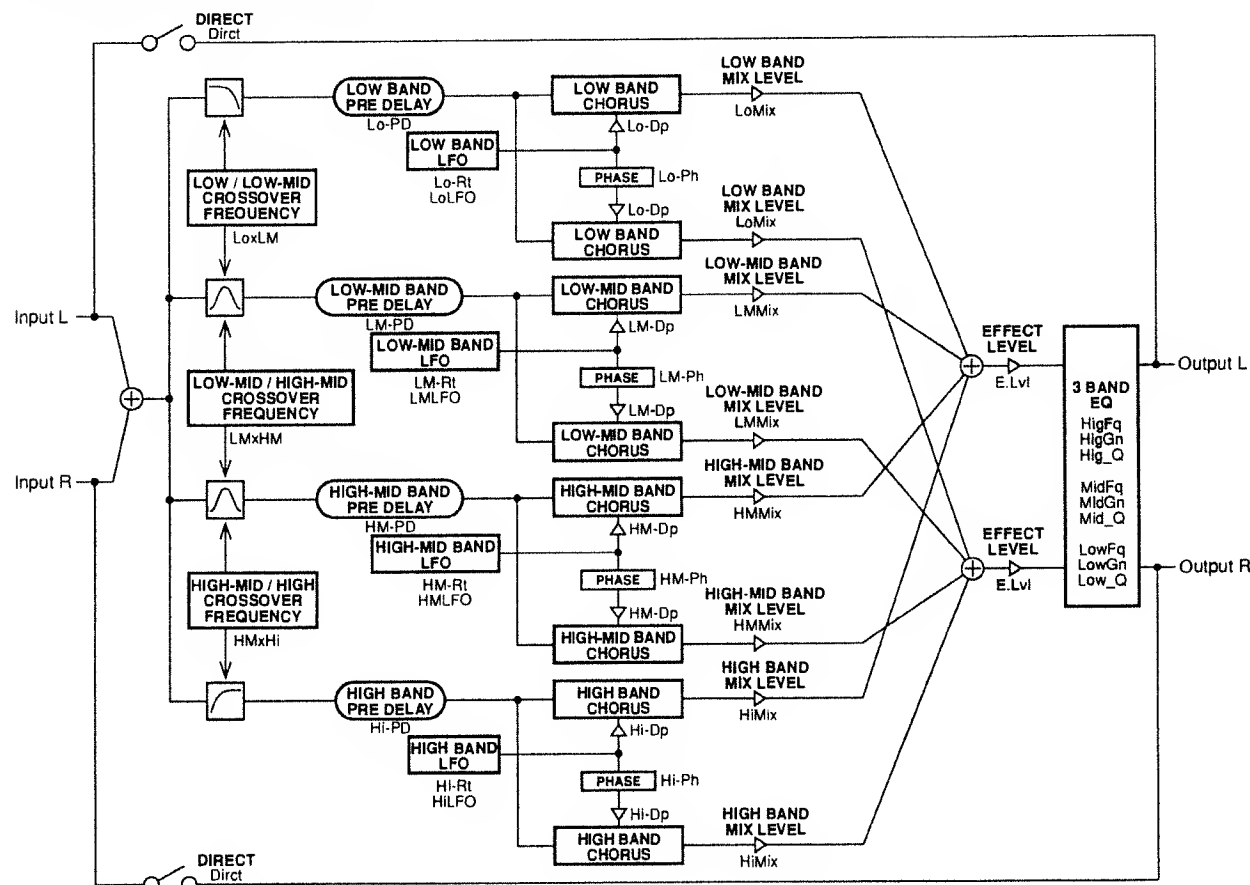 DIRECT
Dirct
LOW BAND
PRE DELAY
Lo-PD
LOW BAND
CHORUS
LOW BAND
MIX LEVEL
LoMix
Lo-Dp
LOW BAND
LFO
Lo-Rt
LoLFO
PHASE
Lo-Ph
Lo-Dp
LOW / LOW-MID
CROSSOVER
FREQUENCY
LoxLM
LOW BAND
CHORUS
LOW BAND
MIX LEVEL
LoMix
LOW-MID BAND
PRE DELAY
LM-PD
LOW-MID BAND
CHORUS
LOW-MID BAND
MIX LEVEL
LMMix
LM-Dp
LOW-MID BAND
LFO
LM-Rt
LMLFO
PHASE
LM-Ph
LM-Dp
Input L
LOW-MID / HIGH-MID
CROSSOVER
FREQUENCY
LMxHM
LOW-MID BAND
CHORUS
LOW-MID BAND
MIX LEVEL
LMMix
Input R
HIGH-MID BAND
PRE DELAY
HM-PD
HIGH-MID BAND
CHORUS
HIGH-MID BAND
MIX LEVEL
HMMix
HM-Dp
HIGH-MID BAND
LFO
HM-Rt
HMLFO
PHASE
HM-Ph
HM-Dp
HIGH-MID / HIGH
CROSSOVER
FREQUENCY
HMxHi
HIGH-MID BAND
CHORUS
HIGH-MID BAND
MIX LEVEL
HMMix
HIGH BAND
PRE DELAY
Hi-PD
HIGH BAND
CHORUS
HIGH BAND
MIX LEVEL
HiMix
Hi-Dp
HIGH BAND
LFO
Hi-Rt
HiLFO
PHASE
Hi-Ph
Hi-Dp
HIGH BAND
CHORUS
HIGH BAND
MIX LEVEL
HiMix
EFFECT
LEVEL
E.Lvl
EFFECT
LEVEL
E.Lvl
3 BAND
EQ
HigFq
HigGn
Hig_Q
MidFq
MidGn
Mid_Q
LowFq
LowGn
Low_Q
Output L
Output R
DIRECT
Dirct